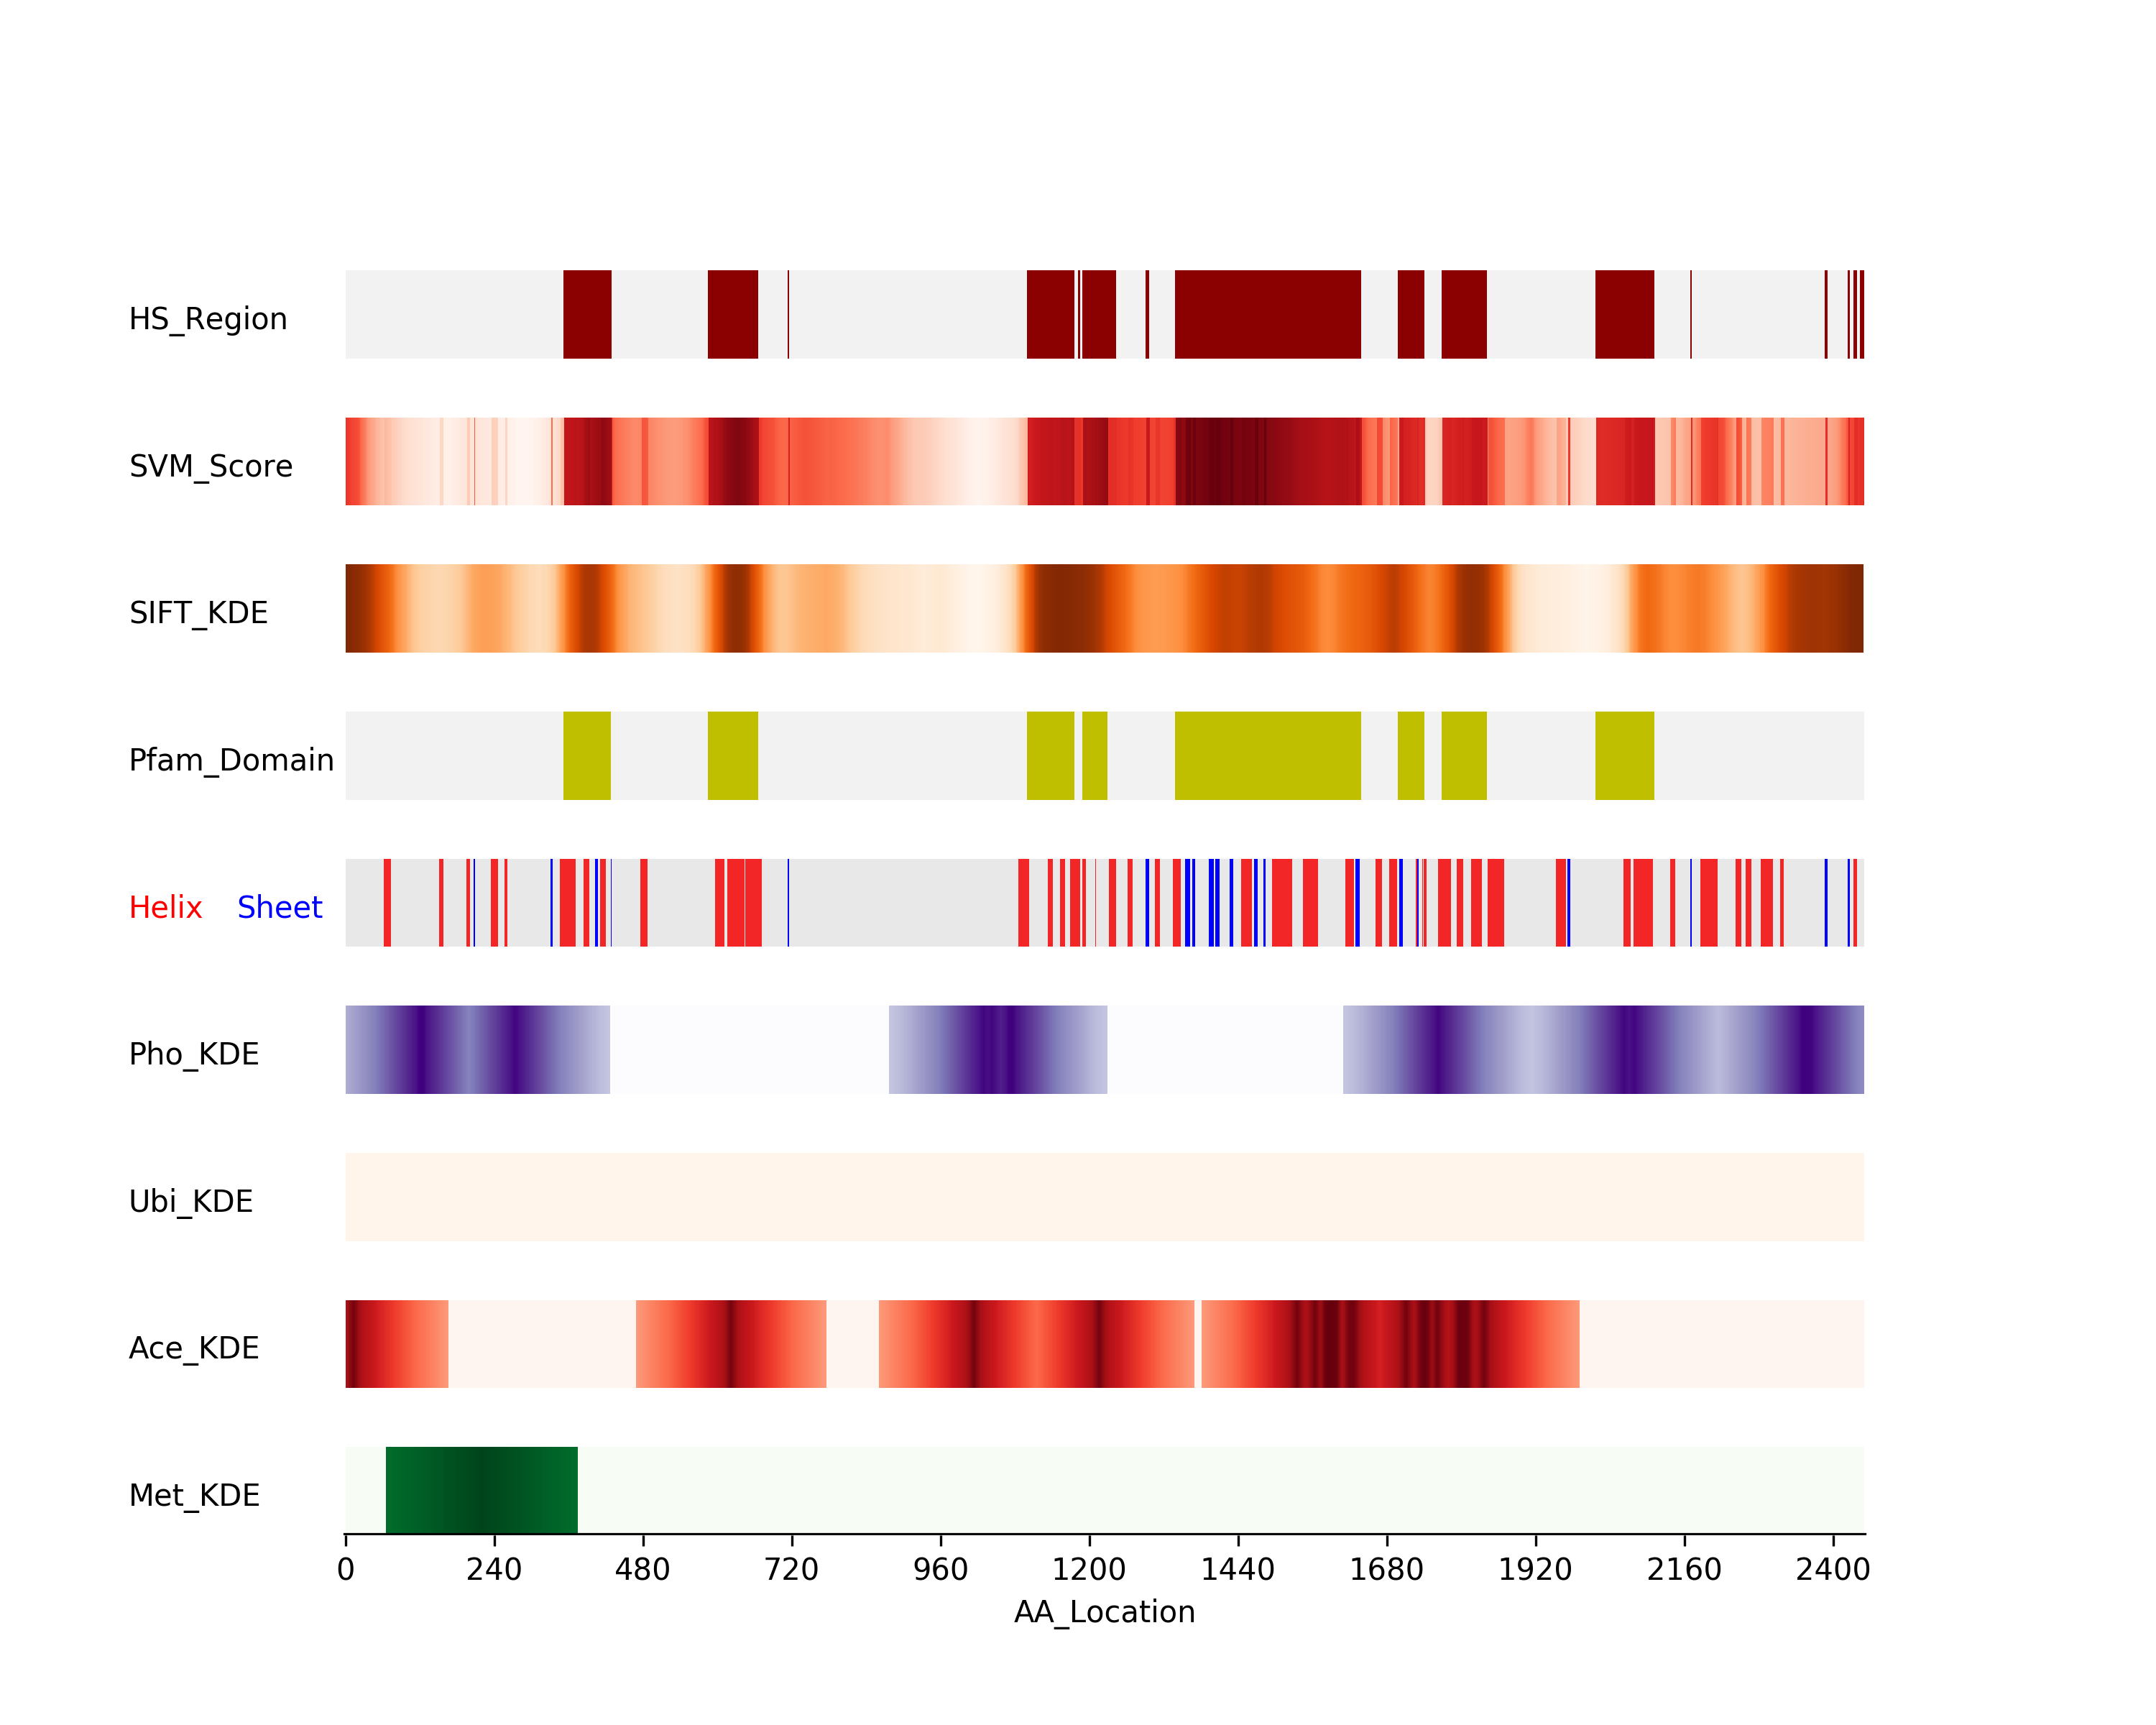 HS_Region
SVM_Score
SIFT_KDE
Pfam_Domain
Helix Sheet
Pho_KDE
Ubi_KDE
Ace_KDE
Met_KDE
0 240 480 720 960 1200 1440 1680 1920 2160 2400
AA_Location